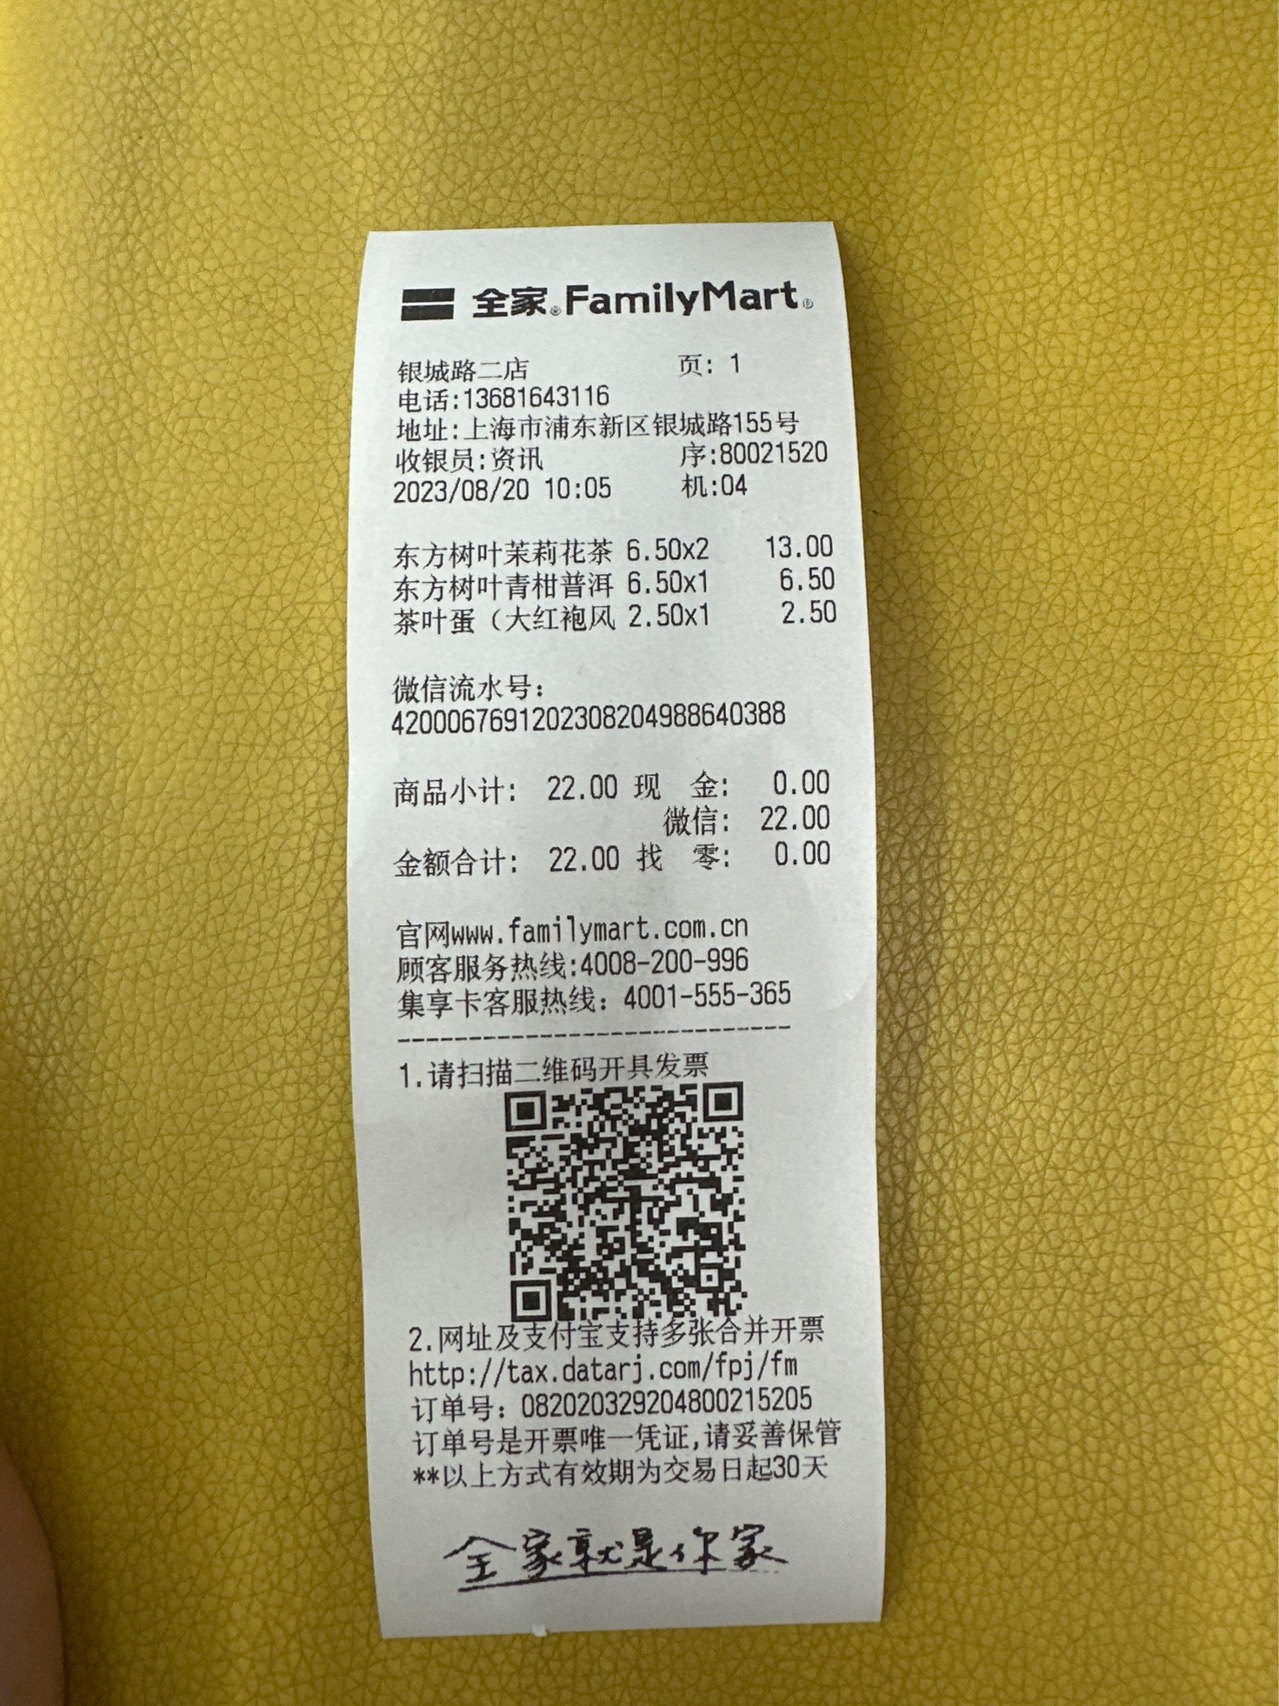 全家®FamilyMart®
银城路二店 页: 1
电话:13681643116
地址:上海市浦东新区银城路155号
收银员:资讯 序:80021520
2023/08/20 10:05 机:04
东方树叶茉莉花茶 6.50x2 13.00
东方树叶青柑普洱 6.50x1 6.50
茶叶蛋（大红袍风 2.50x1 2.50
微信流水号:
4200067691202308204988640388
商品小计: 22.00 现 金: 0.00
微信: 22.00
金额合计: 22.00 找 零: 0.00
官网www.familymart.com.cn
顾客服务热线:4008-200-996
集享卡客服热线: 4001-555-365
1.请扫描二维码开具发票
2.网址及支付宝支持多张合并开票
http://tax.datarj.com/fpj/fm
订单号: 082020329204800215205
订单号是开票唯一凭证,请妥善保管
**以上方式有效期为交易日起30天
全家就是你家